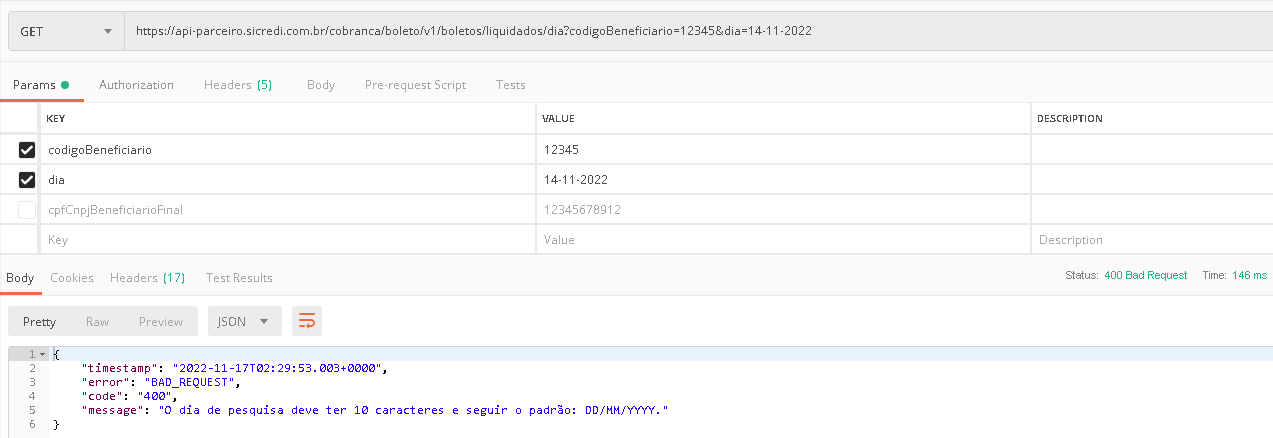 GET https://api-parceiro.sicredi.com.br/cobranca/boleto/v1/boletos/liquidados/dia?codigoBeneficiario=12345&dia=14-11-2022
Params Authorization Headers (5) Body Pre-request Script Tests
KEY VALUE DESCRIPTION
codigoBeneficiario 12345
dia 14-11-2022
cpfCnpjBeneficiarioFinal 12345678912
Key Value Description
Body Cookies Headers (17) Test Results Status: 400 Bad Request Time: 146 ms
Pretty Raw Preview JSON
1 {
2 "timestamp": "2022-11-17T02:29:53.003+0000",
3 "error": "BAD_REQUEST",
4 "code": "400",
5 "message": "O dia de pesquisa deve ter 10 caracteres e seguir o padrão: DD/MM/YYYY."
6 }